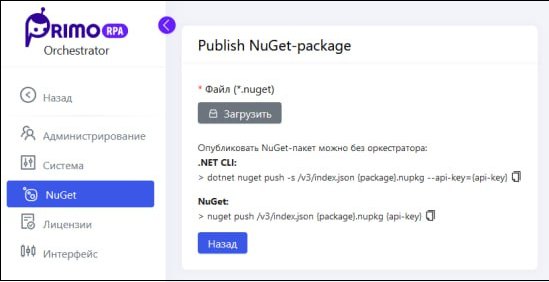 PRIMO RPA
Orchestrator
Назад
Администрирование
Система
NuGet
Лицензии
Интерфейс
Publish NuGet-package
* Файл (*.nuget)
Загрузить
Опубликовать NuGet-пакет можно без оркестратора:
.NET CLI:
> dotnet nuget push -s /v3/index.json {package}.nupkg --api-key={api-key}
NuGet:
> nuget push /v3/index.json {package}.nupkg {api-key}
Назад